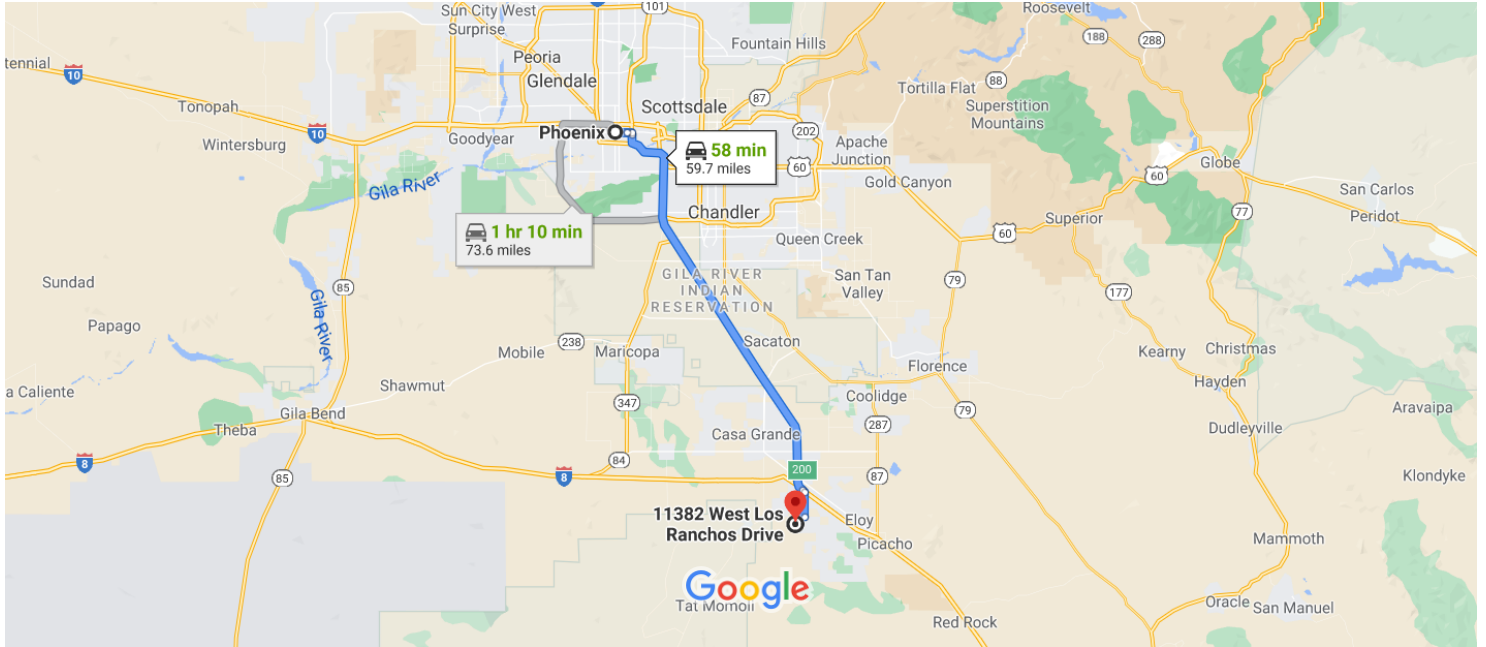 Roosevelt
Sun City West
101
Surprise
188
288
Fountain Hills
Peoria
tennial
10
Glendale
Tortilla Flat
88
87
Tonopah
Scottsdale
Superstition
Mountains
10
Goodyear
Phoenix
202
Wintersburg
58 min
59.7 miles
Apache
Junction
60
Globe
60
Gold Canyon
Gila River
San Carlos
Peridot
77
Chandler
Superior
1 hr 10 min
73.6 miles
60
Queen Creek
GILA RIVER
INDIAN
RESERVATION
San Tan
Valley
79
Sundad
85
177
Gila River
Papago
238
Sacaton
Mobile
Maricopa
Kearny
Christmas
Florence
a Caliente
Shawmut
Hayden
347
Coolidge
79
Aravaipa
Gila Bend
287
Theba
Casa Grande
Dudleyville
8
84
200
8
85
87
Klondyke
11382 West Los
Ranchos Drive
Eloy
Picacho
Mammoth
Google
Tat Momoli
Oracle
San Manuel
Red Rock